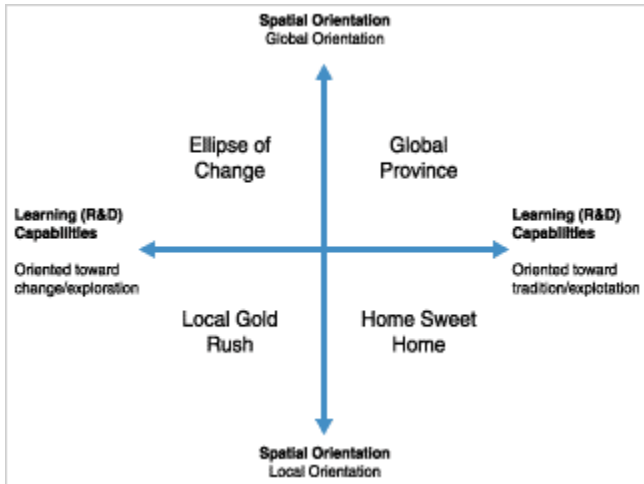 Spatial Orientation
Global Orientation
Ellipse of
Change
Global
Province
Learning (R&D)
Capabilities
Oriented toward
change/exploration
Learning (R&D)
Capabilities
Oriented toward
tradition/explotation
Local Gold
Rush
Home Sweet
Home
Spatial Orientation
Local Orientation